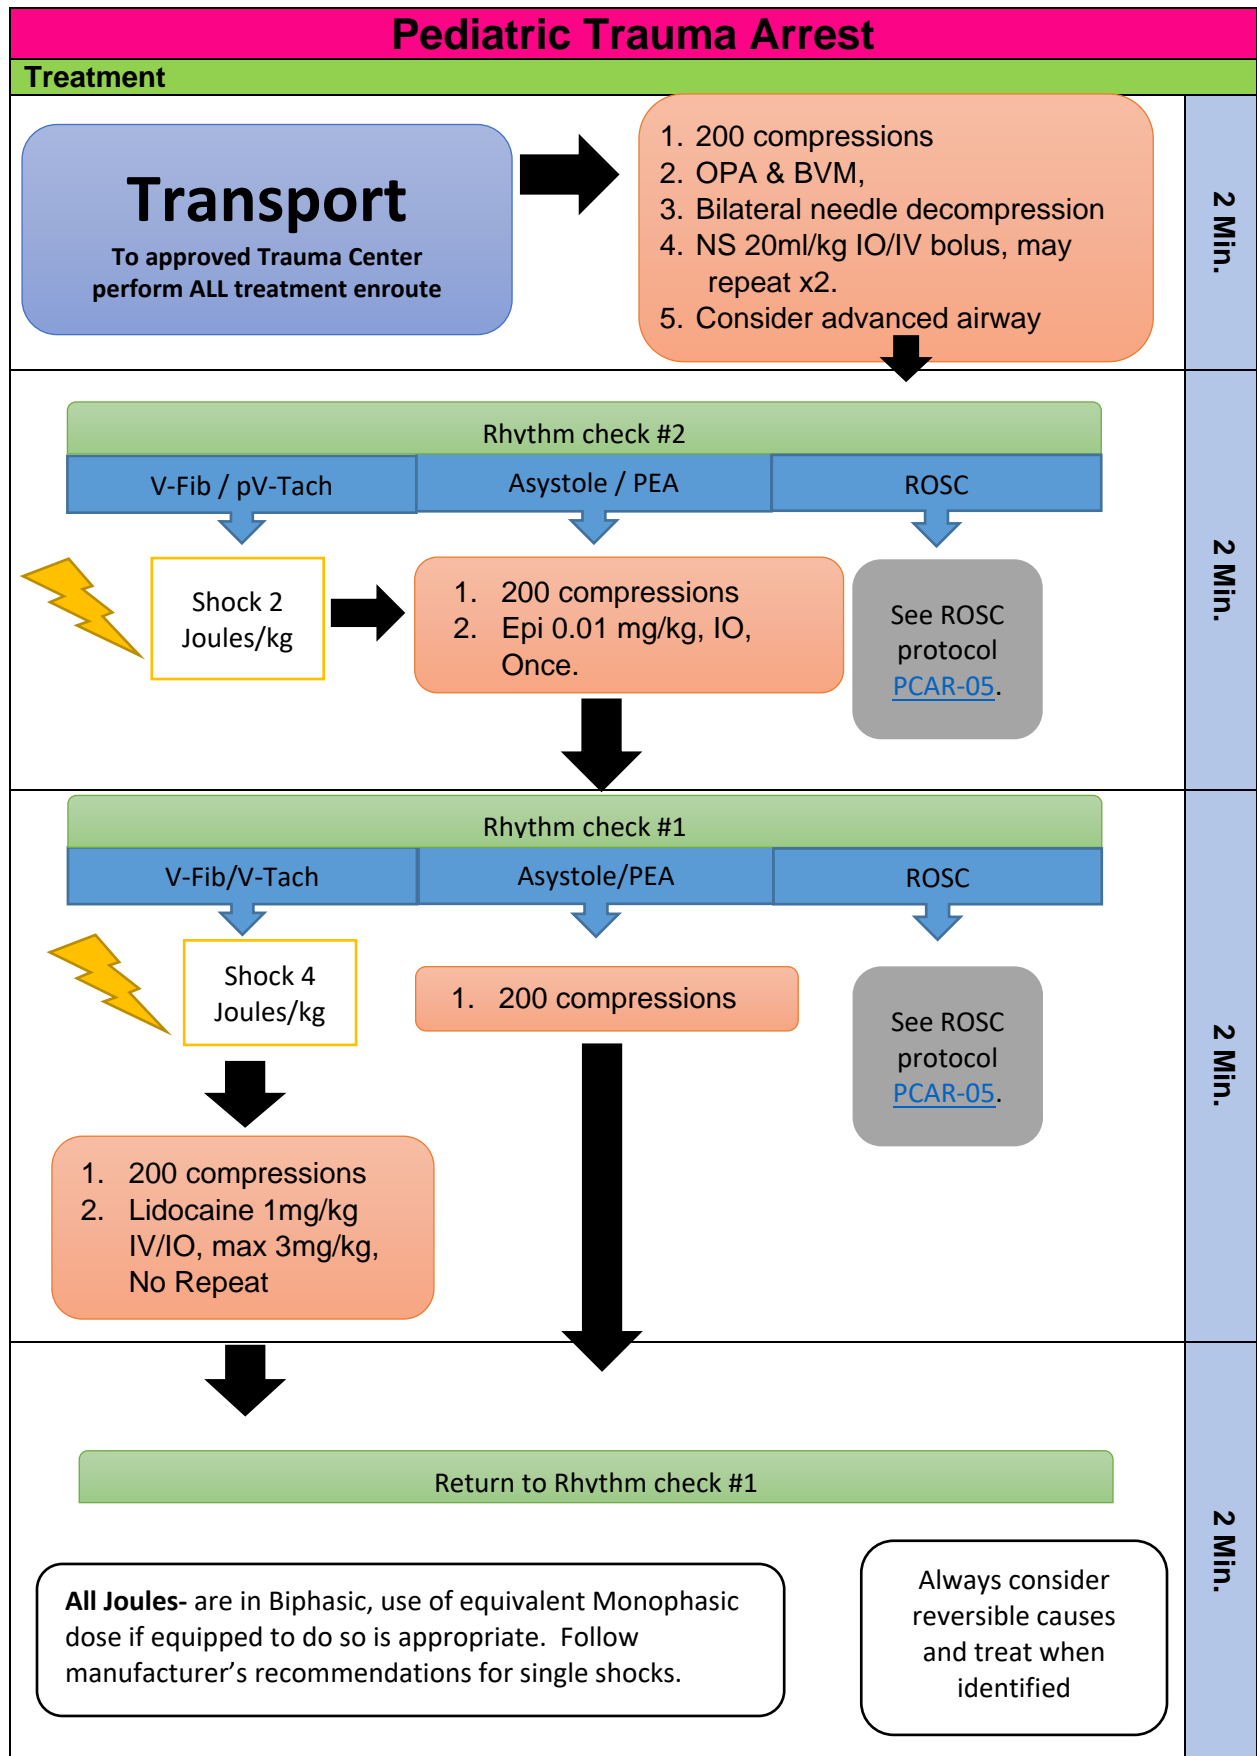 Pediatric Trauma Arrest
Treatment
Transport
To approved Trauma Center
perform ALL treatment enroute
1. 200 compressions
2. OPA & BVM,
3. Bilateral needle decompression
4. NS 20ml/kg IO/IV bolus, may
repeat x2.
5. Consider advanced airway
2 Min.
Rhythm check #2
V-Fib / pV-Tach
Asystole / PEA
ROSC
Shock 2
Joules/kg
1. 200 compressions
2. Epi 0.01 mg/kg, IO,
Once.
See ROSC
protocol
PCAR-05.
2 Min.
Rhythm check #1
V-Fib/V-Tach
Asystole/PEA
ROSC
Shock 4
Joules/kg
1. 200 compressions
See ROSC
protocol
PCAR-05.
1. 200 compressions
2. Lidocaine 1mg/kg
IV/IO, max 3mg/kg,
No Repeat
2 Min.
Return to Rhythm check #1
All Joules- are in Biphasic, use of equivalent Monophasic
dose if equipped to do so is appropriate. Follow
manufacturer's recommendations for single shocks.
Always consider
reversible causes
and treat when
identified
2 Min.